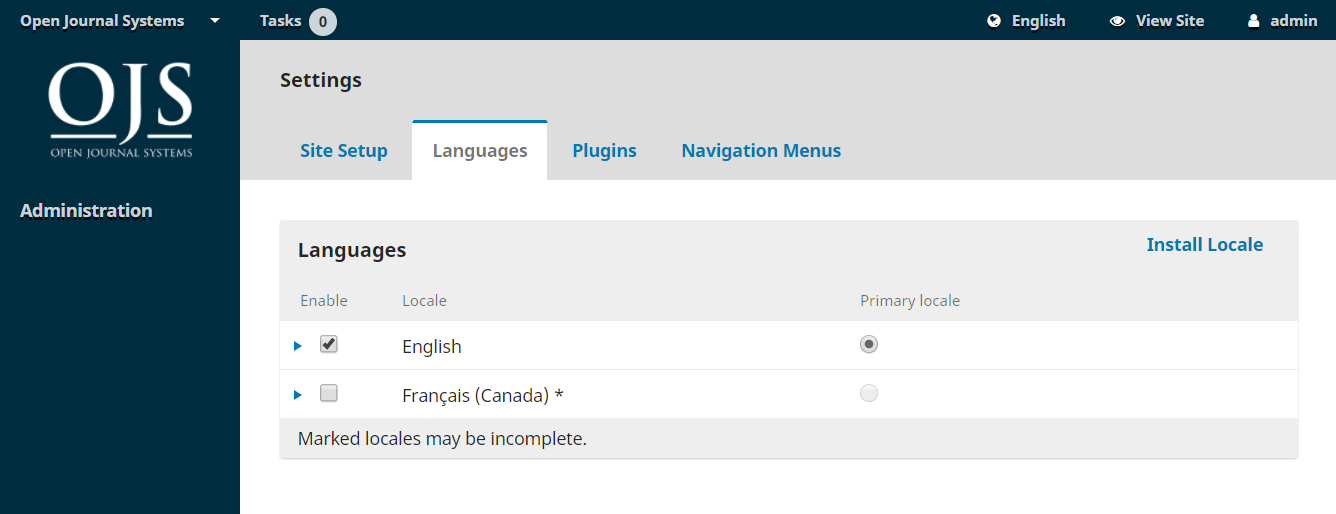 Open Journal Systems Tasks 0 English View Site admin
OJS
OPEN JOURNAL SYSTEMS
Administration
Settings
Site Setup Languages Plugins Navigation Menus
Languages Install Locale
Enable Locale Primary locale
English
Français (Canada) *
Marked locales may be incomplete.